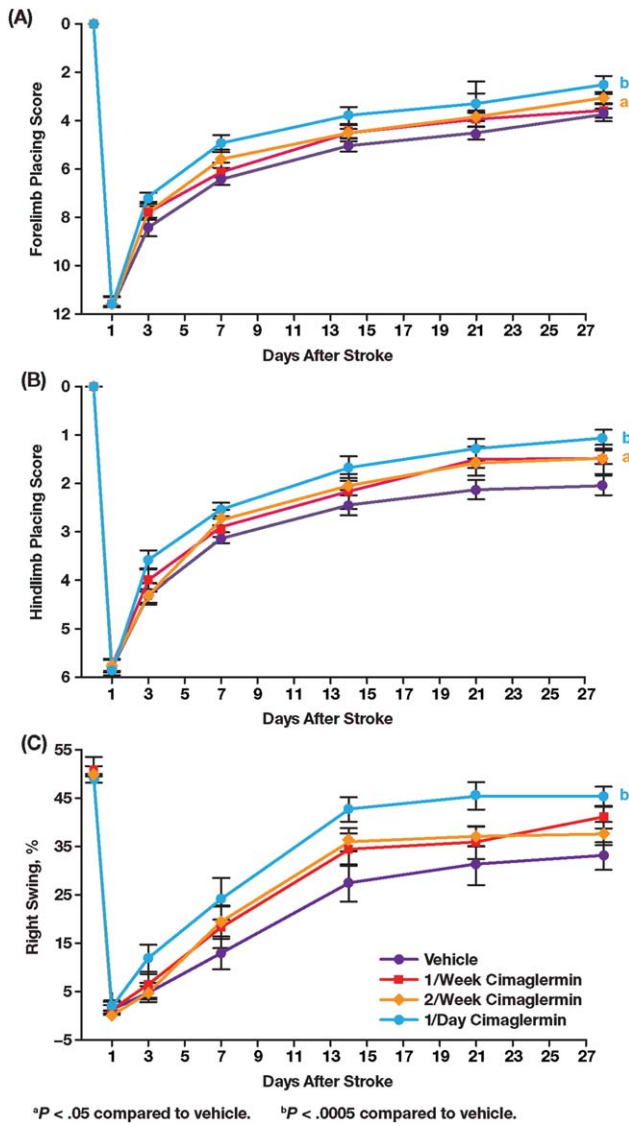 (A)
Forelimb Placing Score
0
2
4
6
8
10
12
b
a
1 3 5 7 9 11 13 15 17 19 21 23 25 27
Days After Stroke
(B)
Hindlimb Placing Score
0
1
2
3
4
5
6
b
a
1 3 5 7 9 11 13 15 17 19 21 23 25 27
Days After Stroke
(C)
Right Swing, %
55
45
35
25
15
5
–5
b
Vehicle
1/Week Cimaglermin
2/Week Cimaglermin
1/Day Cimaglermin
1 3 5 7 9 11 13 15 17 19 21 23 25 27
Days After Stroke
ᵃP < .05 compared to vehicle. ᵇP < .0005 compared to vehicle.